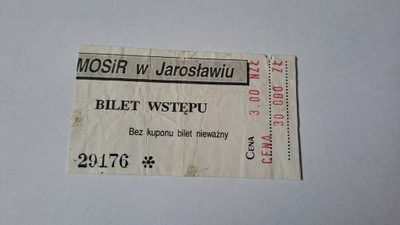 MOSiR w Jarosławiu
BILET WSTĘPU
Bez kuponu bilet nieważny
29176 *
CENA 3.00 NZŁ
CENA 30.000 ZŁ